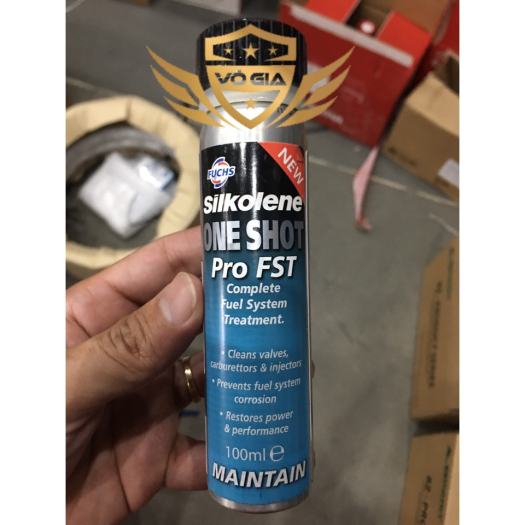 VÕ GIA
NEW
FUCHS
Silkolene
ONE SHOT
Pro FST
Complete
Fuel System
Treatment.
• Cleans valves,
carburettors & injectors
• Prevents fuel system
corrosion
• Restores power
& performance
100ml ℮
MAINTAIN